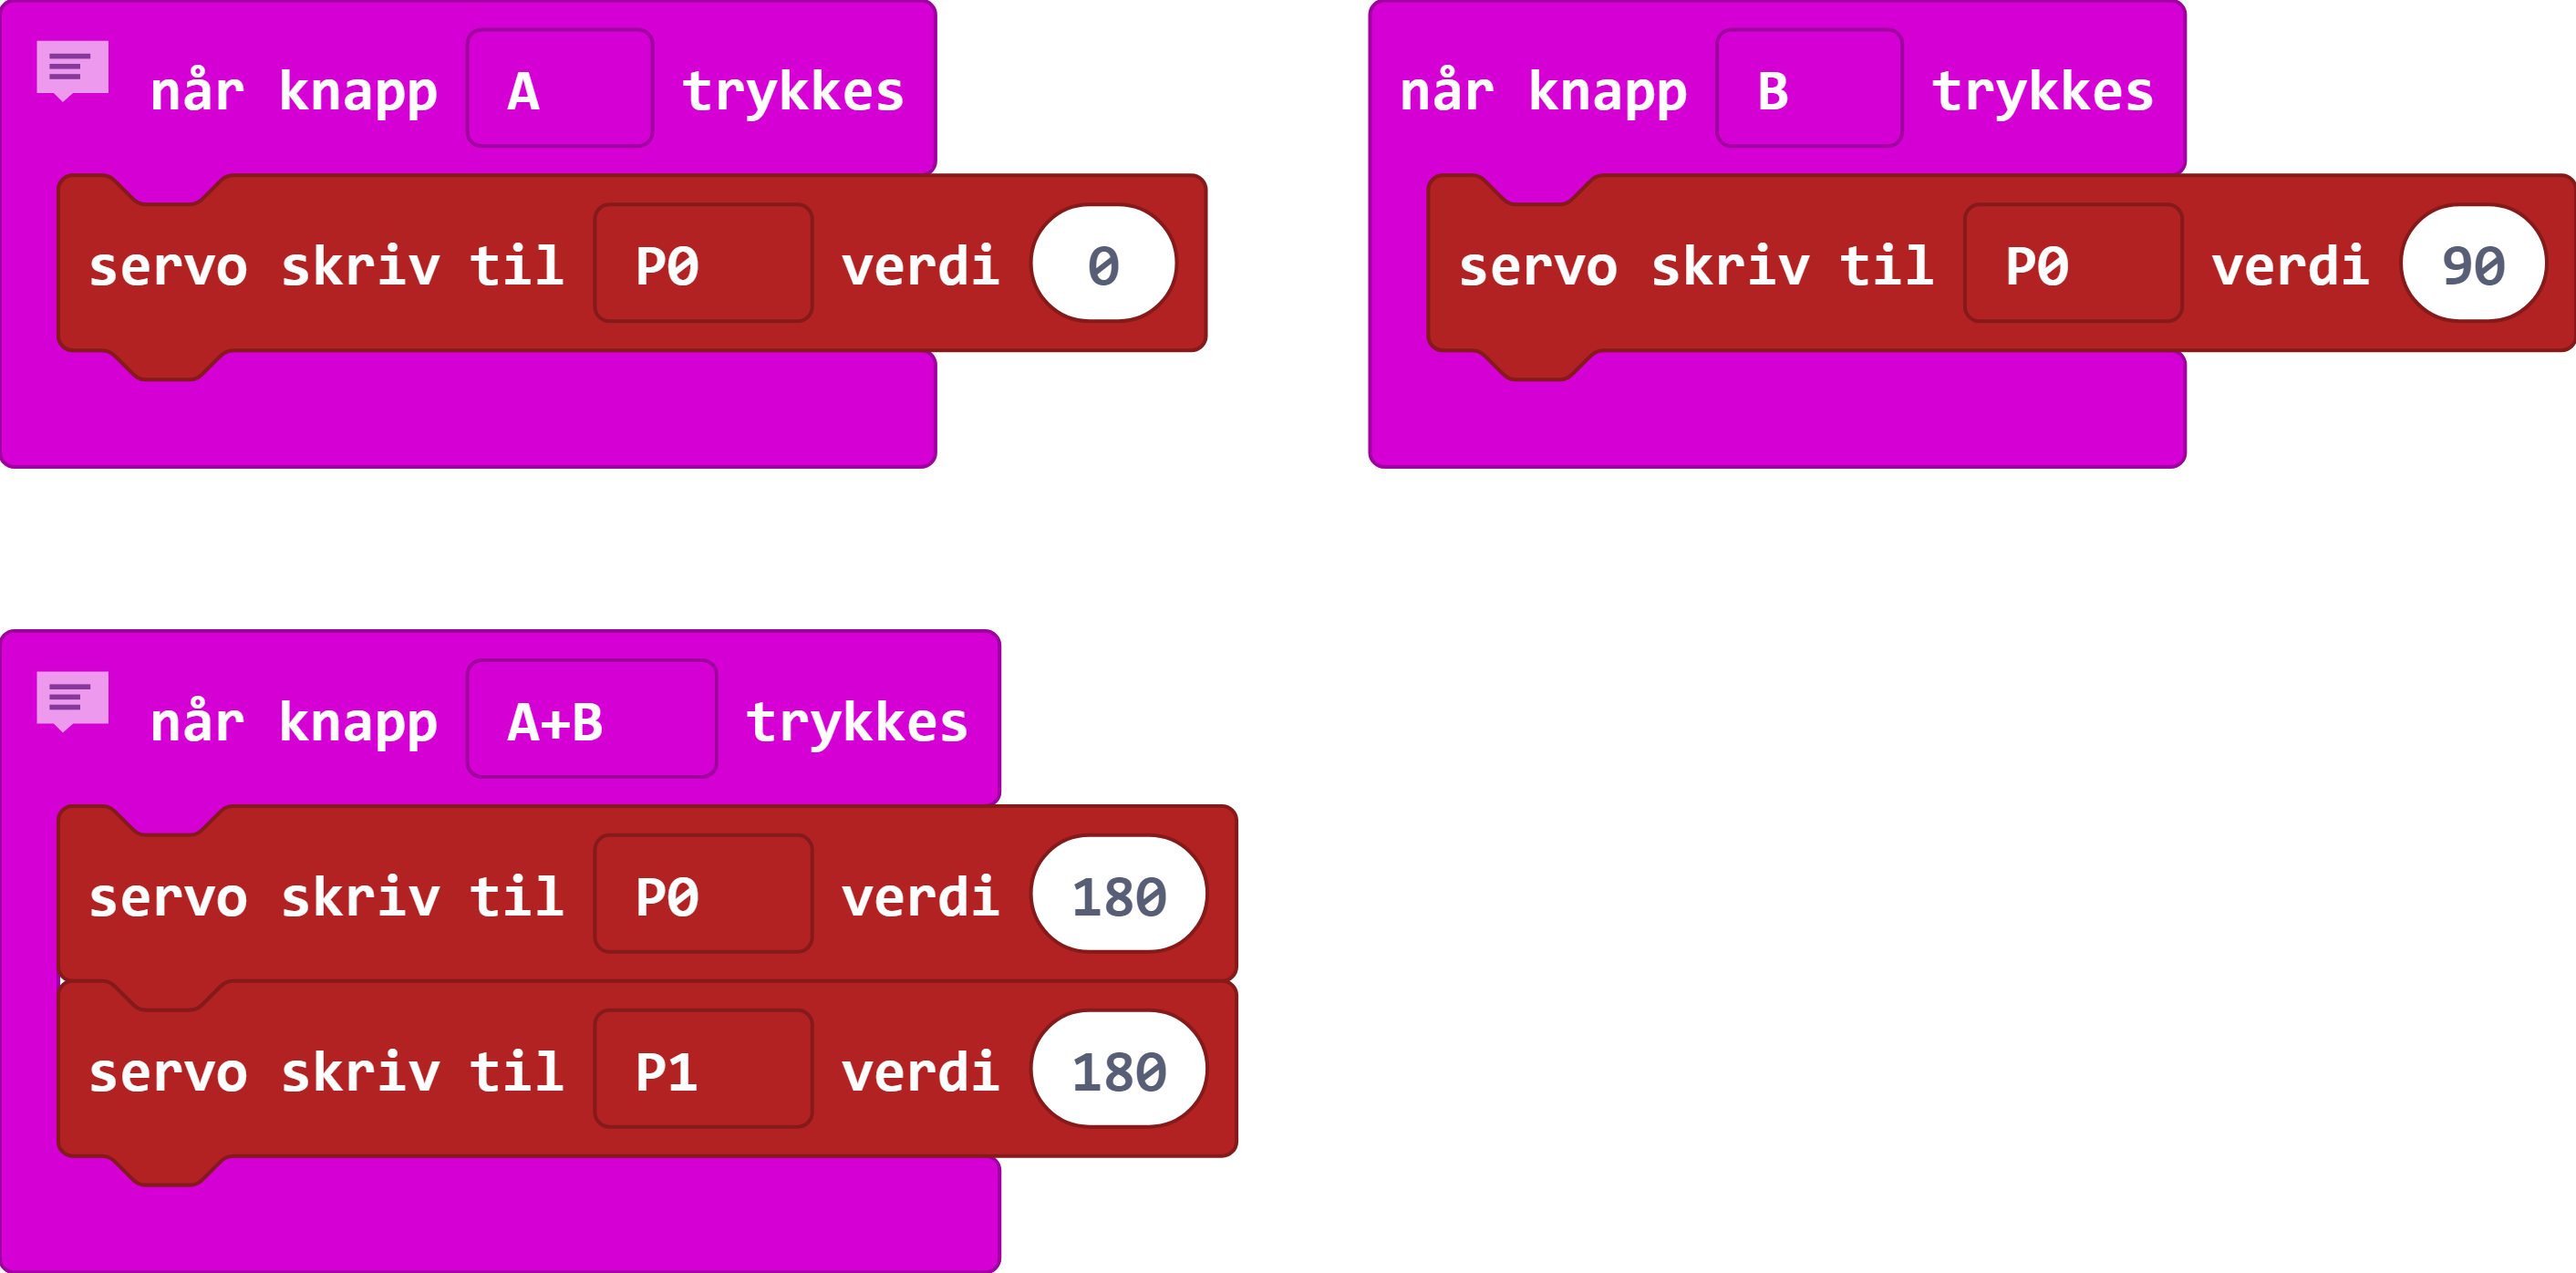 når knapp A trykkes
servo skriv til P0 verdi 0
når knapp B trykkes
servo skriv til P0 verdi 90
når knapp A+B trykkes
servo skriv til P0 verdi 180
servo skriv til P1 verdi 180